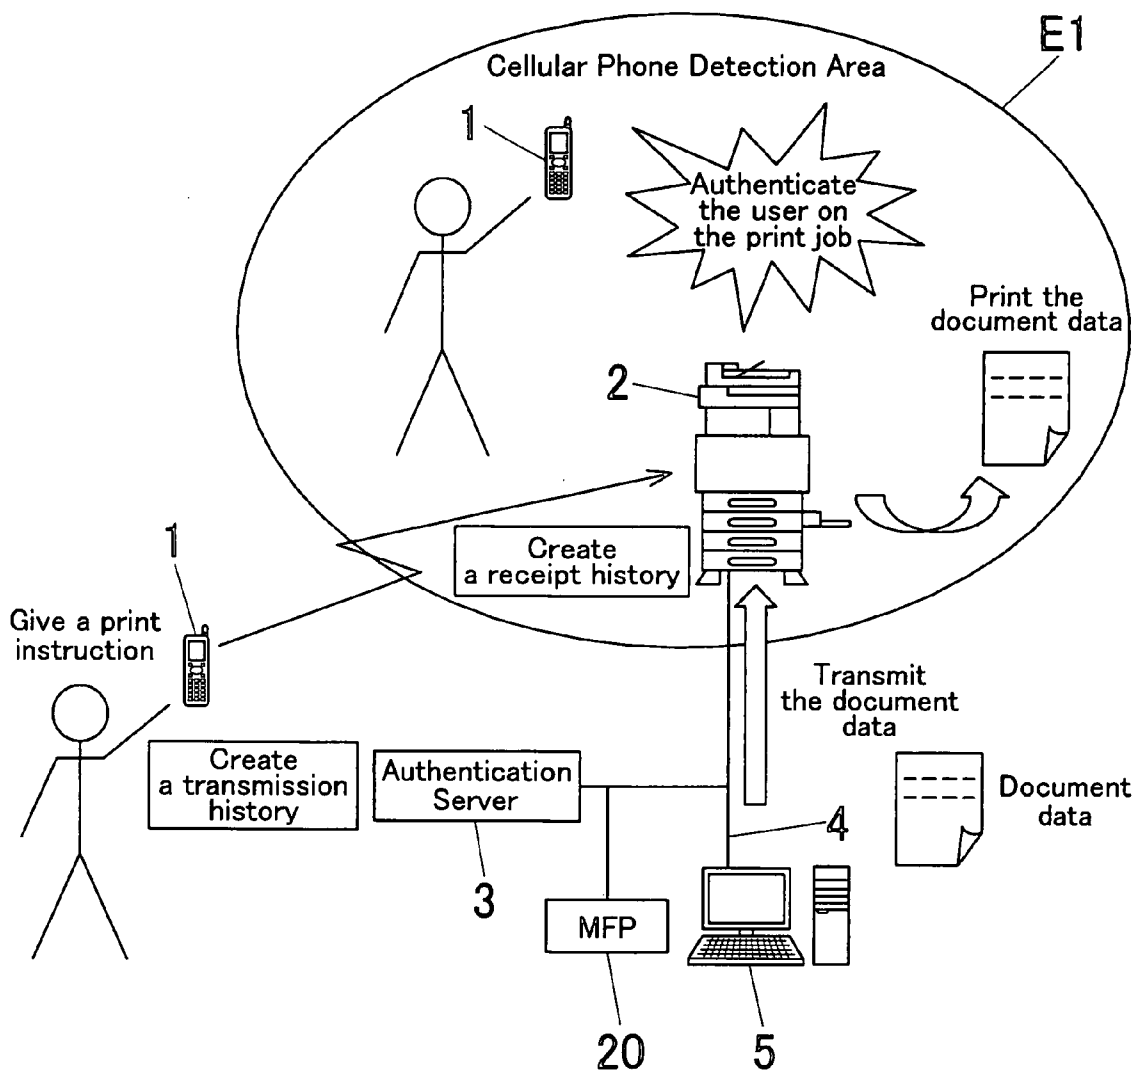 E1
Cellular Phone Detection Area
1
Authenticate
the user on
the print job
Print the
document data
2
1
Create
a receipt history
Give a print
instruction
Transmit
the document
data
Create
a transmission
history
Authentication
Server
Document
data
4
3
MFP
20
5